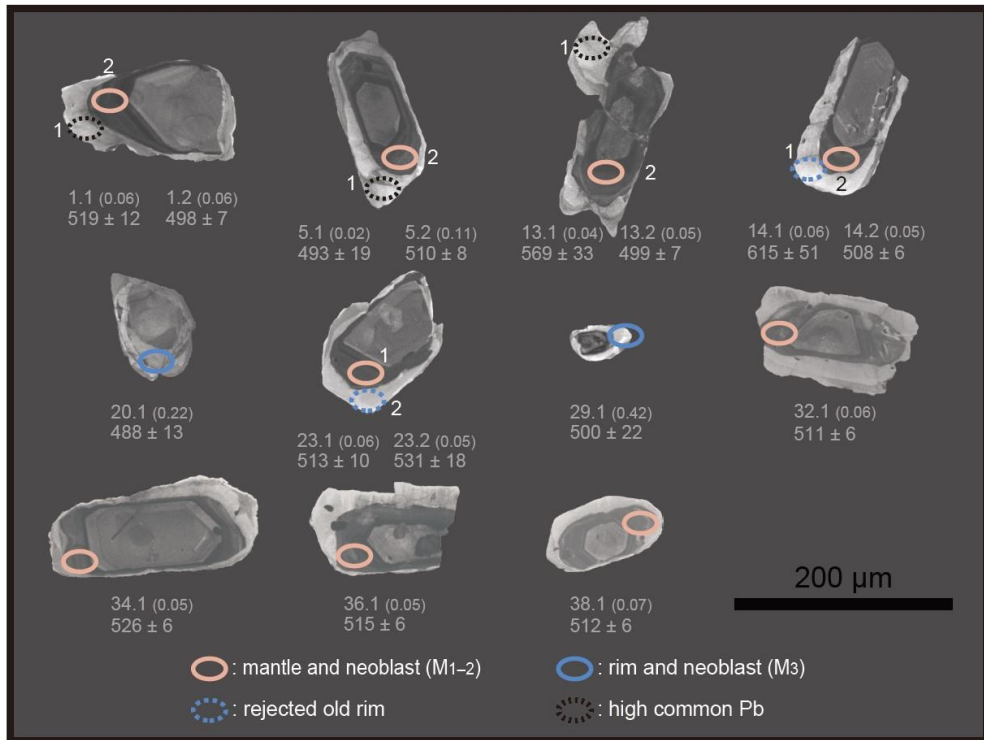 2
1
1.1 (0.06) 1.2 (0.06)
519 ± 12 498 ± 7
1
2
5.1 (0.02) 5.2 (0.11)
493 ± 19 510 ± 8
1
2
13.1 (0.04) 13.2 (0.05)
569 ± 33 499 ± 7
1
2
14.1 (0.06) 14.2 (0.05)
615 ± 51 508 ± 6
20.1 (0.22)
488 ± 13
1
2
23.1 (0.06) 23.2 (0.05)
513 ± 10 531 ± 18
29.1 (0.42)
500 ± 22
32.1 (0.06)
511 ± 6
34.1 (0.05)
526 ± 6
36.1 (0.05)
515 ± 6
38.1 (0.07)
512 ± 6
200 µm
: mantle and neoblast (M1–2)
: rim and neoblast (M3)
: rejected old rim
: high common Pb